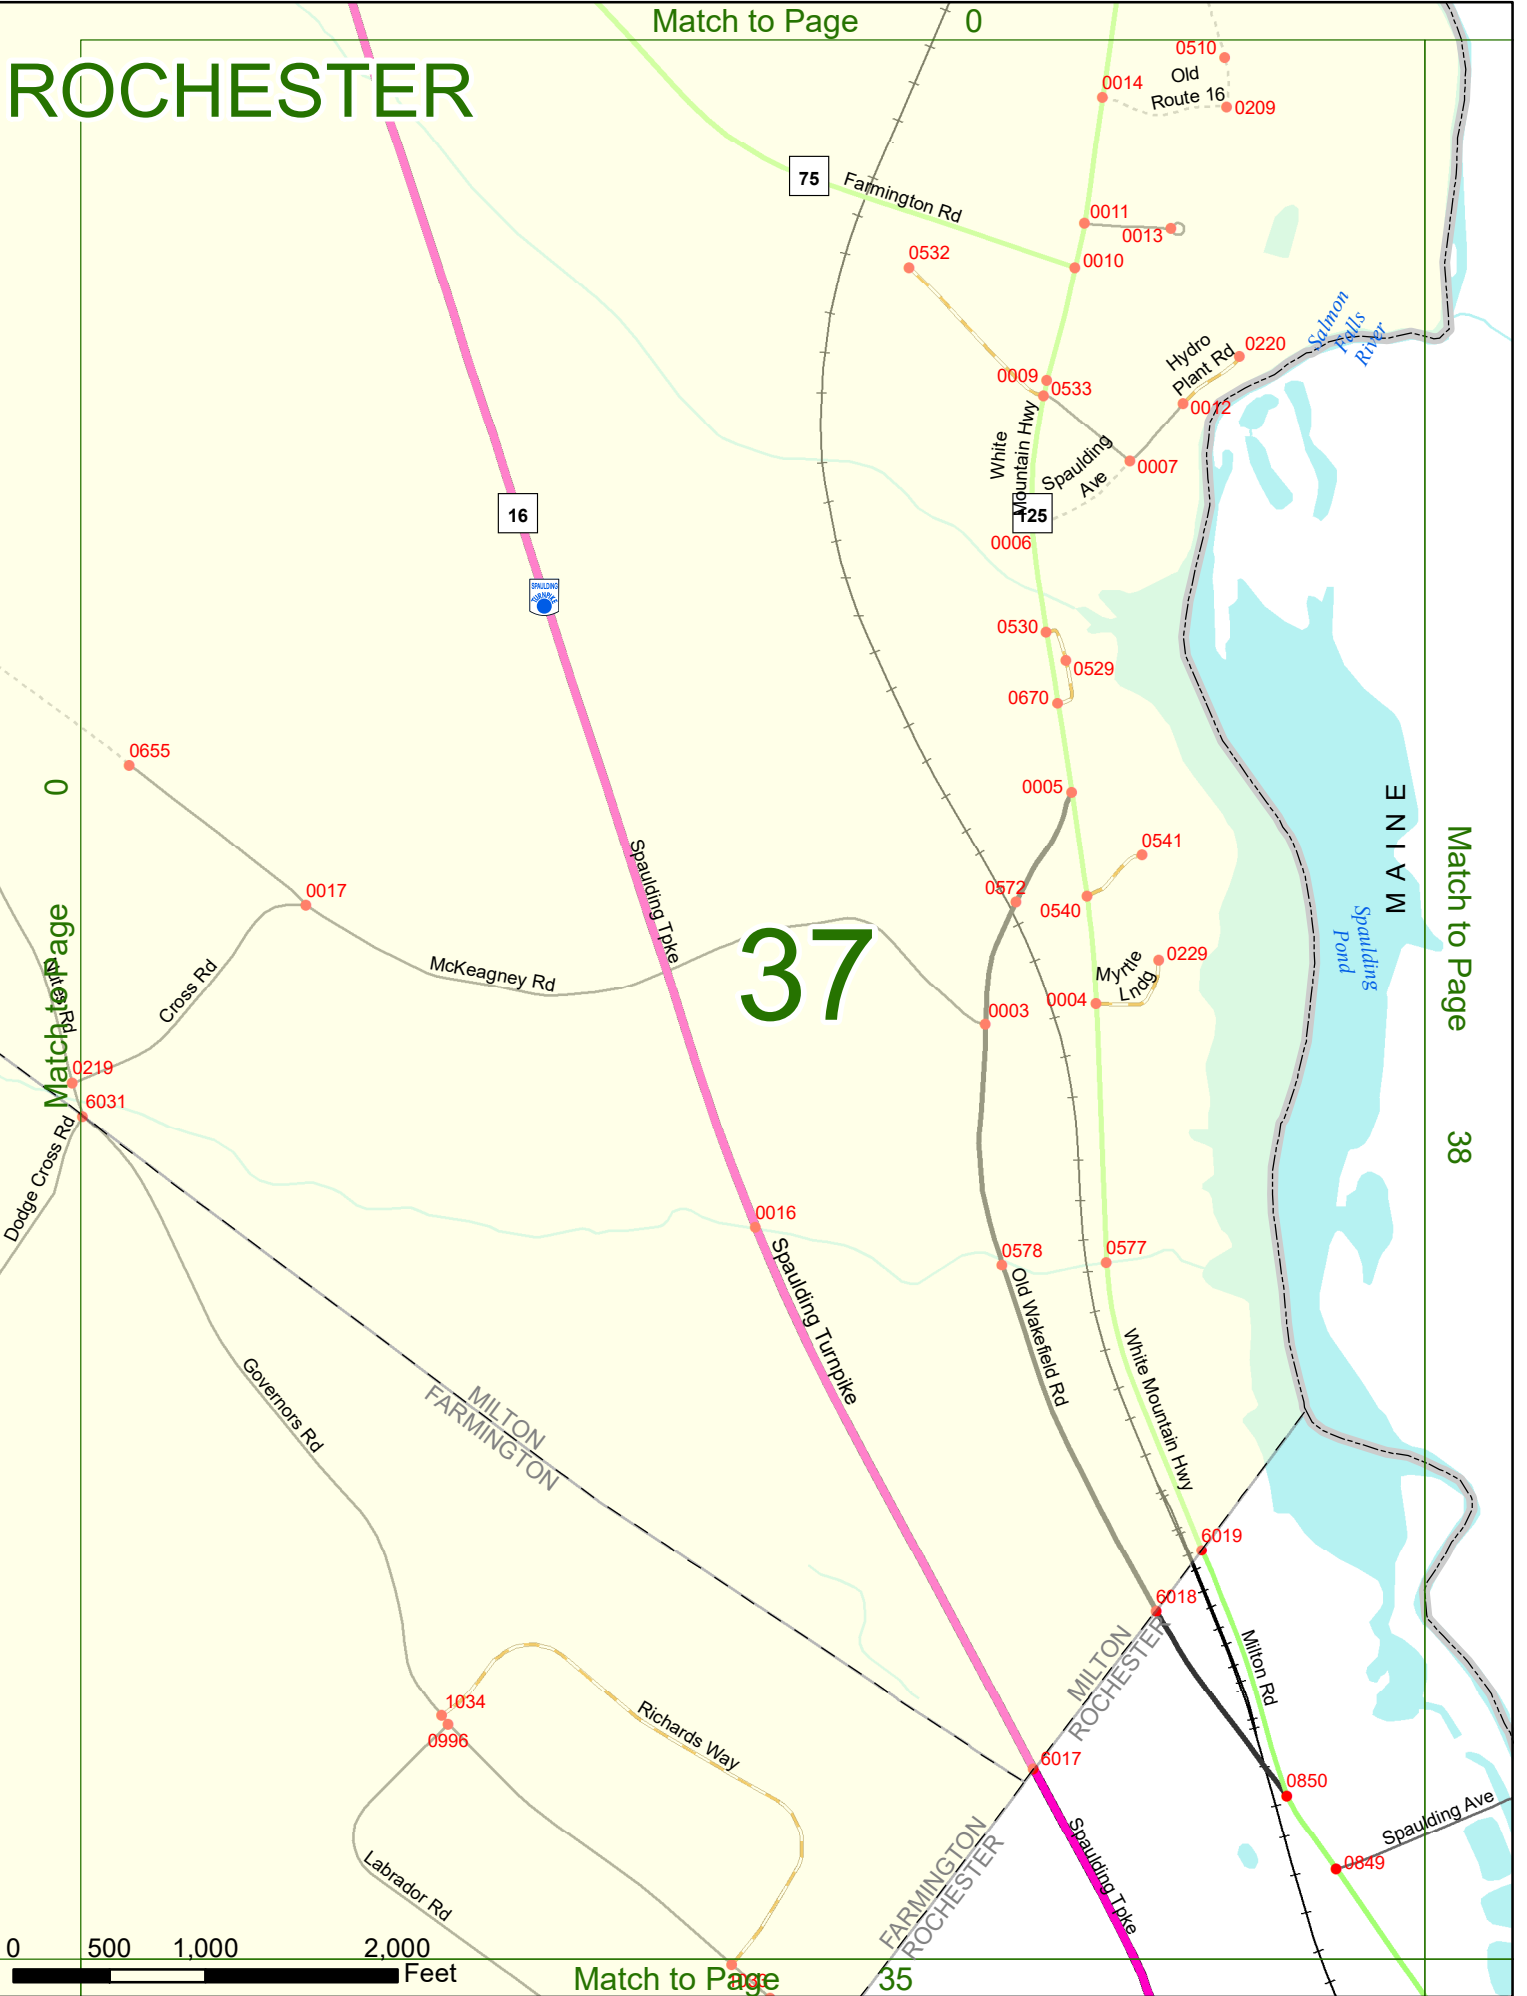 Match to Page 0
ROCHESTER
0510
Old
Route 16
0014
0209
75
Farmington Rd
0011
0013
0532
0010
Salmon
Falls
River
Hydro
Plant Rd
0220
0009
0533
0012
White
Mountain Hwy
Spaulding
Ave
0007
16
125
0006
SPAULDING
TURNPIKE
0530
0529
0670
0655
0
Match to Page
0005
MAINE
Match to Page
38
0541
0572
0540
Spaulding Tpke
0017
37
Spaulding
Pond
Nutes Rd
Cross Rd
McKeagney Rd
Myrtle
Lndg
0229
0004
0003
0219
6031
Dodge Cross Rd
0016
Spaulding Turnpike
0578
0577
Old Wakefield Rd
White Mountain Hwy
Governors Rd
MILTON
FARMINGTON
6019
6018
MILTON
ROCHESTER
Milton Rd
1034
0996
Richards Way
6017
0850
Spaulding Ave
0849
Spaulding Tpke
FARMINGTON
ROCHESTER
Labrador Rd
0 500 1,000 2,000
Feet
1033
Match to Page 35